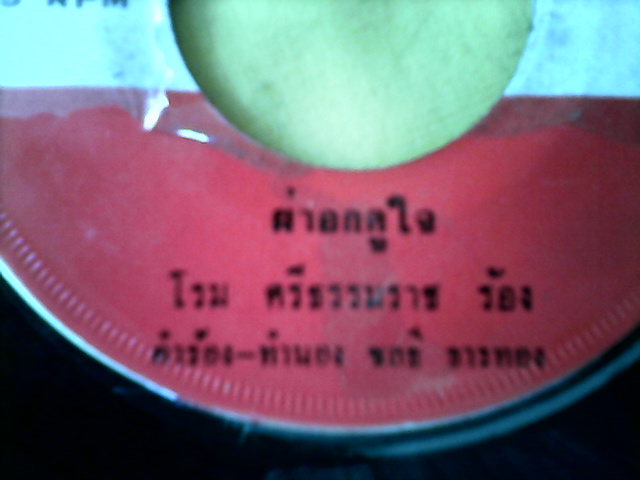 RPM
ผ่าอกดูใจ
โรม ศรีธรรมราช ร้อง
คำร้อง-ทำนอง ชลธี ธารทอง